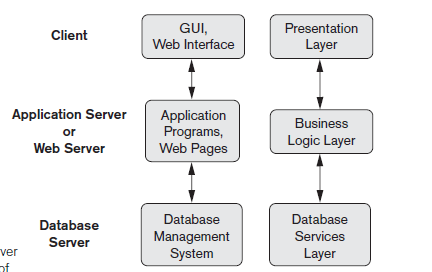 Client
GUI,
Web Interface
Presentation
Layer
Application Server
or
Web Server
Application
Programs,
Web Pages
Business
Logic Layer
Database
Server
Database
Management
System
Database
Services
Layer
ver
of